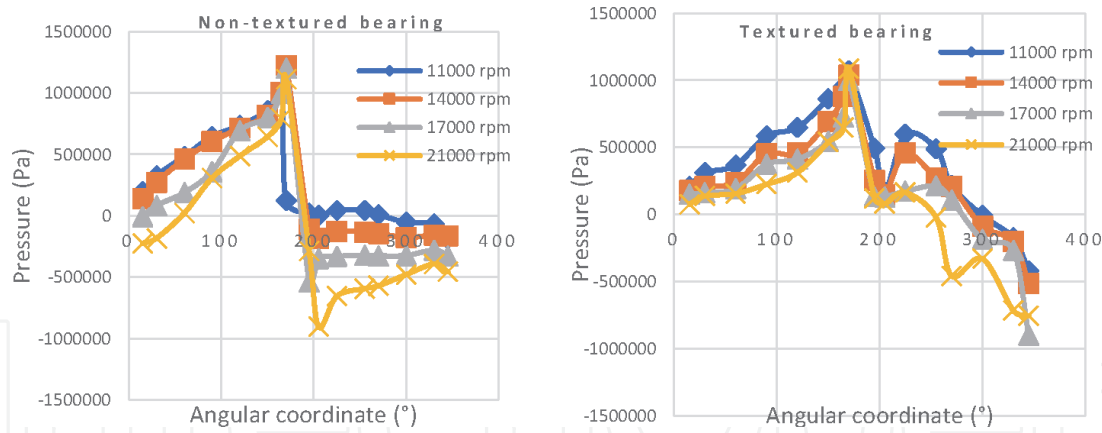 Non-textured bearing
1500000
1000000
500000
0
-500000
-1000000
-1500000
0 100 200 300 400
Pressure (Pa)
Angular coordinate (°)
11000 rpm
14000 rpm
17000 rpm
21000 rpm
Textured bearing
1500000
1000000
500000
0
-500000
-1000000
-1500000
0 100 200 300 400
Pressure (Pa)
Angular coordinate (°)
11000 rpm
14000 rpm
17000 rpm
21000 rpm